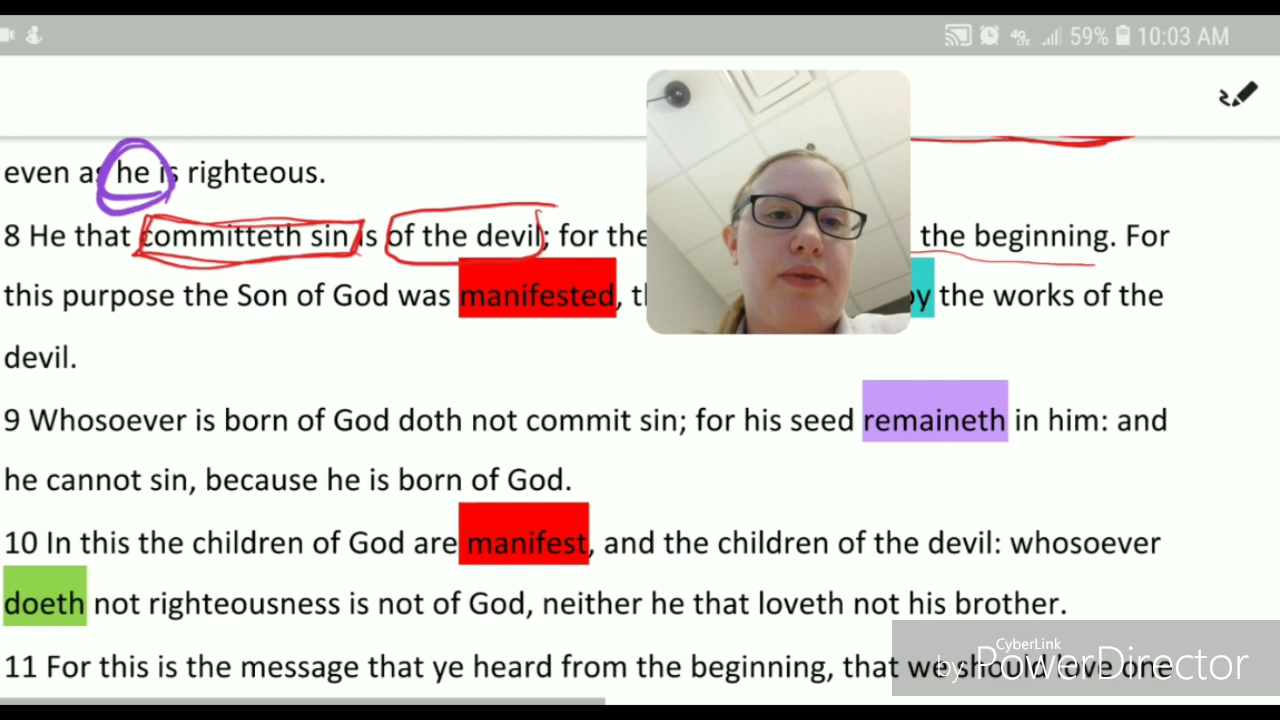 59% 10:03 AM
even as he is righteous.
8 He that committeth sin is of the devil; for the the beginning. For
this purpose the Son of God was manifested, the works of the
devil.
9 Whosoever is born of God doth not commit sin; for his seed remaineth in him: and
he cannot sin, because he is born of God.
10 In this the children of God are manifest, and the children of the devil: whosoever
doeth not righteousness is not of God, neither he that loveth not his brother.
11 For this is the message that ye heard from the beginning, that we should love one
CyberLink
by PowerDirector